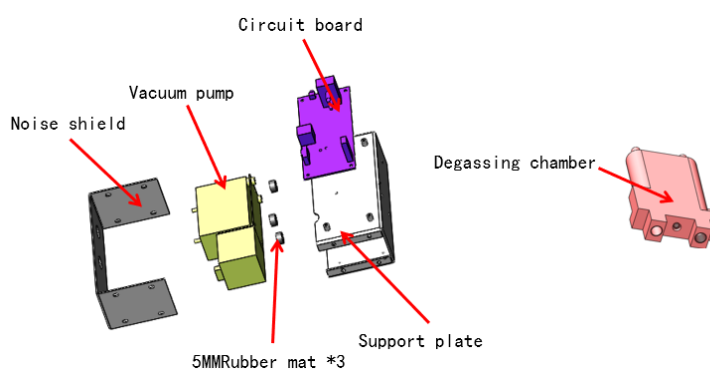 Circuit board
Vacuum pump
Noise shield
Degassing chamber
Support plate
5MMRubber mat *3